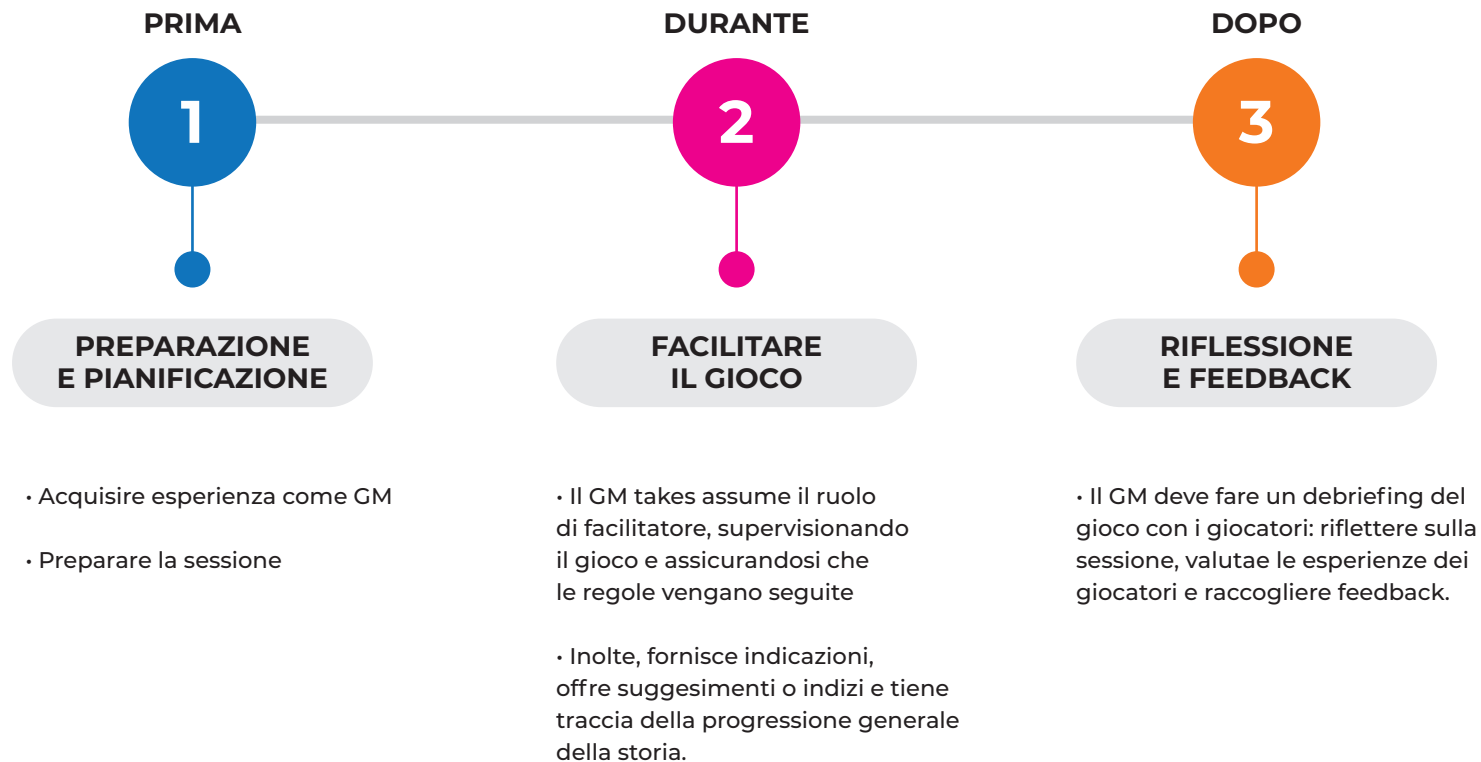 PRIMA
1
PREPARAZIONE
E PIANIFICAZIONE
• Acquisire esperienza come GM
• Preparare la sessione
DURANTE
2
FACILITARE
IL GIOCO
• Il GM takes assume il ruolo
di facilitatore, supervisionando
il gioco e assicurandosi che
le regole vengano seguite
• Inolte, fornisce indicazioni,
offre suggesimenti o indizi e tiene
traccia della progressione generale
della storia.
DOPO
3
RIFLESSIONE
E FEEDBACK
• Il GM deve fare un debriefing del
gioco con i giocatori: riflettere sulla
sessione, valutae le esperienze dei
giocatori e raccogliere feedback.